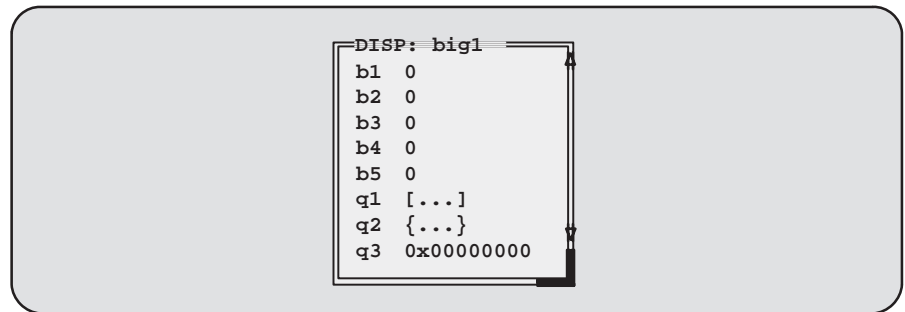 DISP: big1
b1 0
b2 0
b3 0
b4 0
b5 0
q1 [...]
q2 {...}
q3 0x00000000